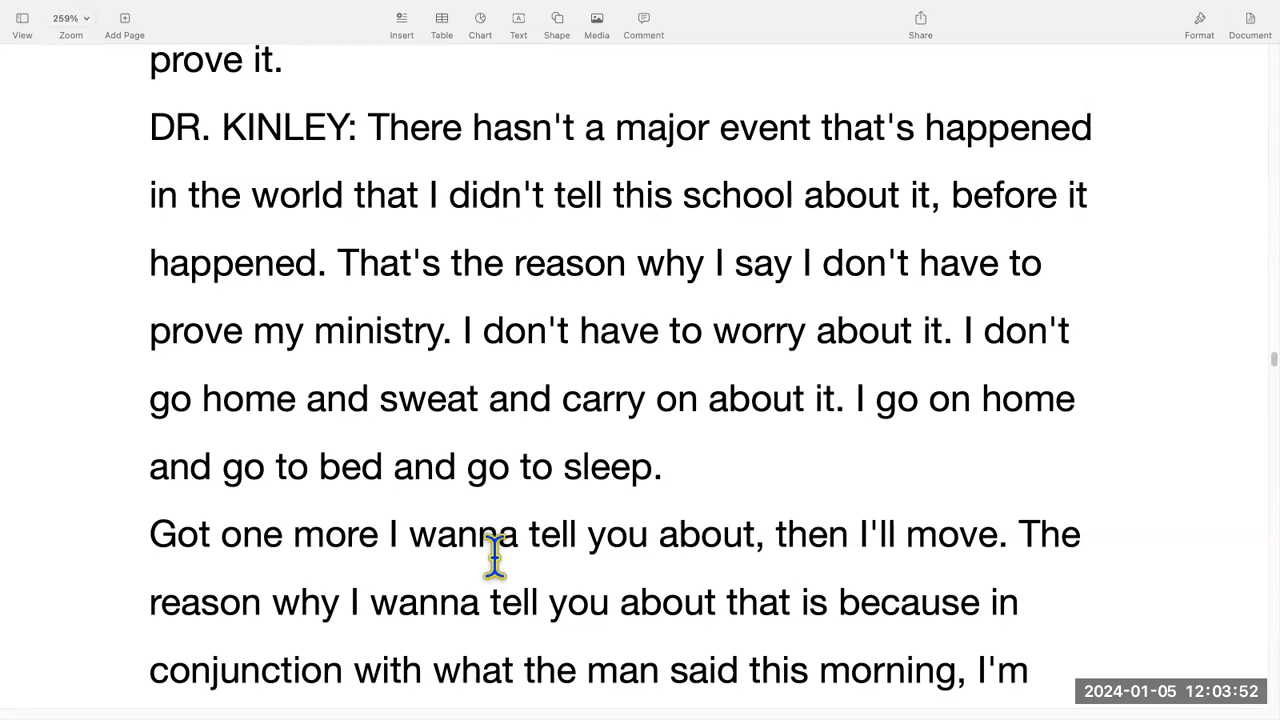 259%
View
Zoom
Add Page
Insert
Table
Chart
Text
Shape
Media
Comment
Share
Format
Document
prove it.
DR. KINLEY: There hasn't a major event that's happened
in the world that I didn't tell this school about it, before it
happened. That's the reason why I say I don't have to
prove my ministry. I don't have to worry about it. I don't
go home and sweat and carry on about it. I go on home
and go to bed and go to sleep.
Got one more I wanna tell you about, then I'll move. The
reason why I wanna tell you about that is because in
conjunction with what the man said this morning, I'm
2024-01-05 12:03:52